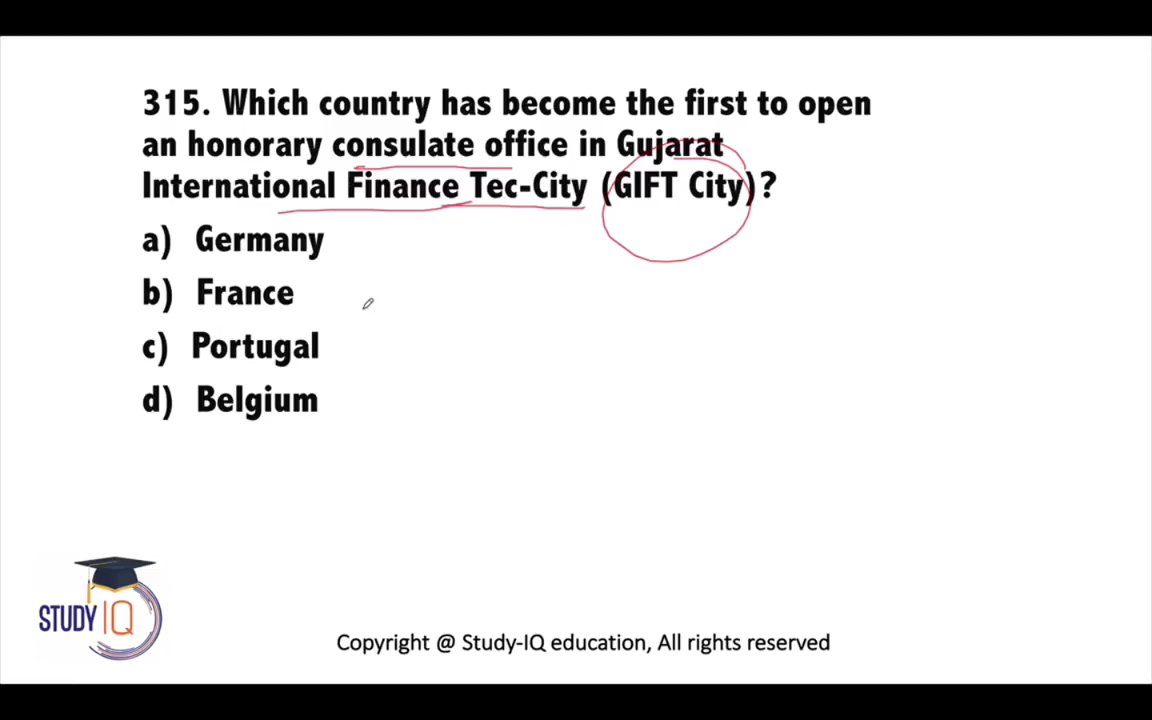 315. Which country has become the first to open
an honorary consulate office in Gujarat
International Finance Tec-City (GIFT City)?
a) Germany
b) France
c) Portugal
d) Belgium
STUDY IQ
Copyright @ Study-IQ education, All rights reserved